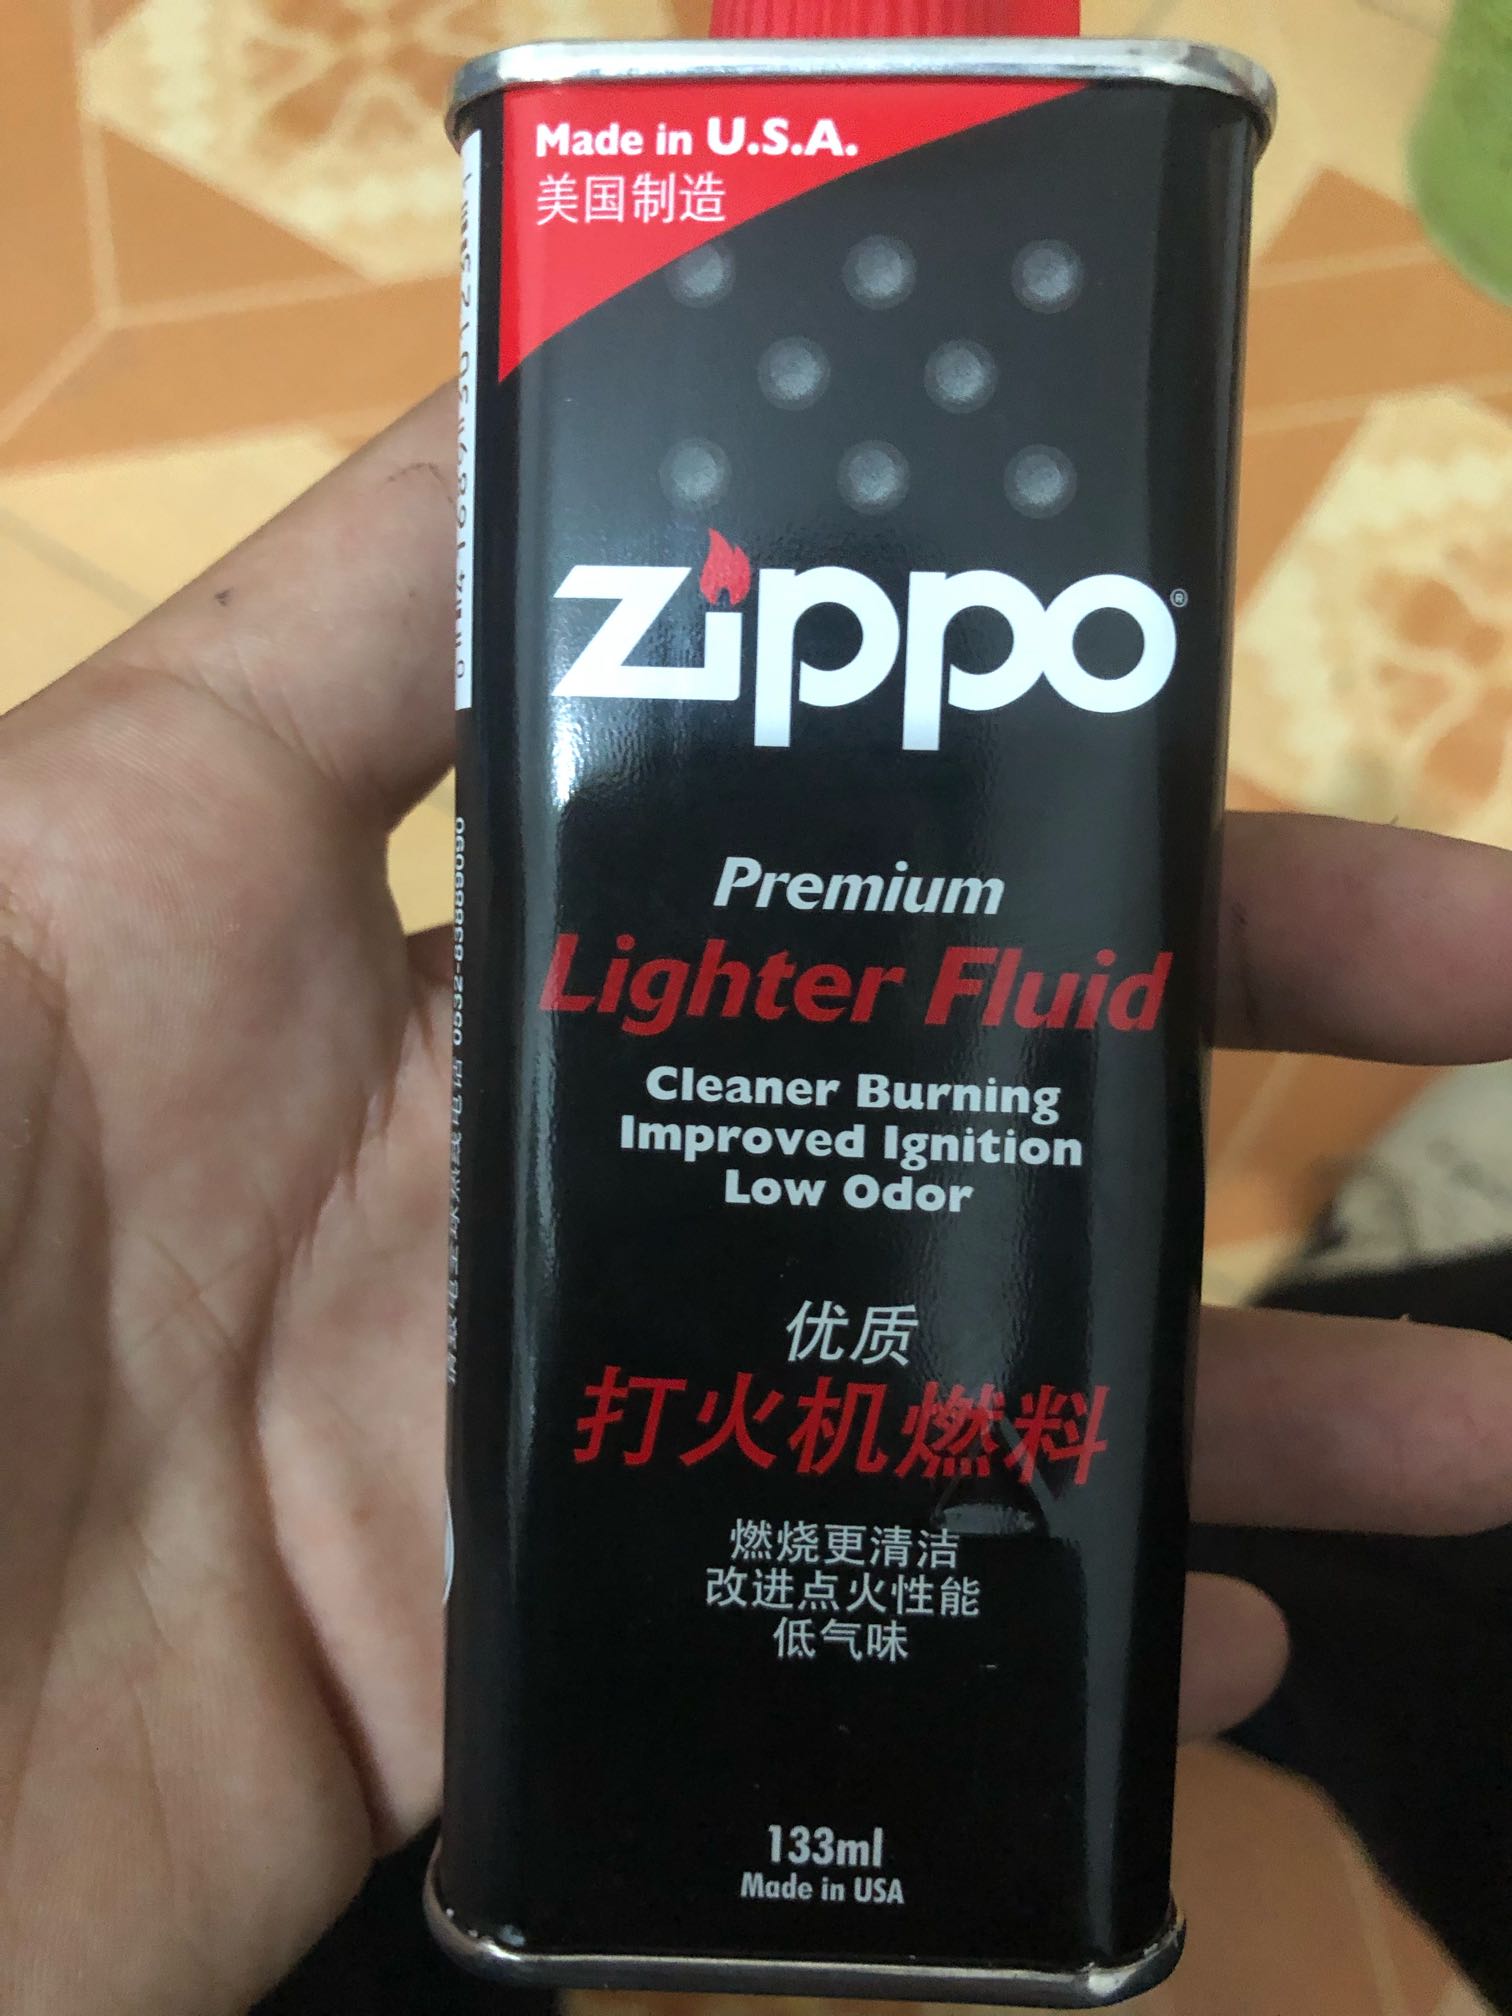 Made in U.S.A.
美国制造
zippo®
Premium
Lighter Fluid
Cleaner Burning
Improved Ignition
Low Odor
优质
打火机燃料
燃烧更清洁
改进点火性能
低气味
133ml
Made in USA
0532-83889090